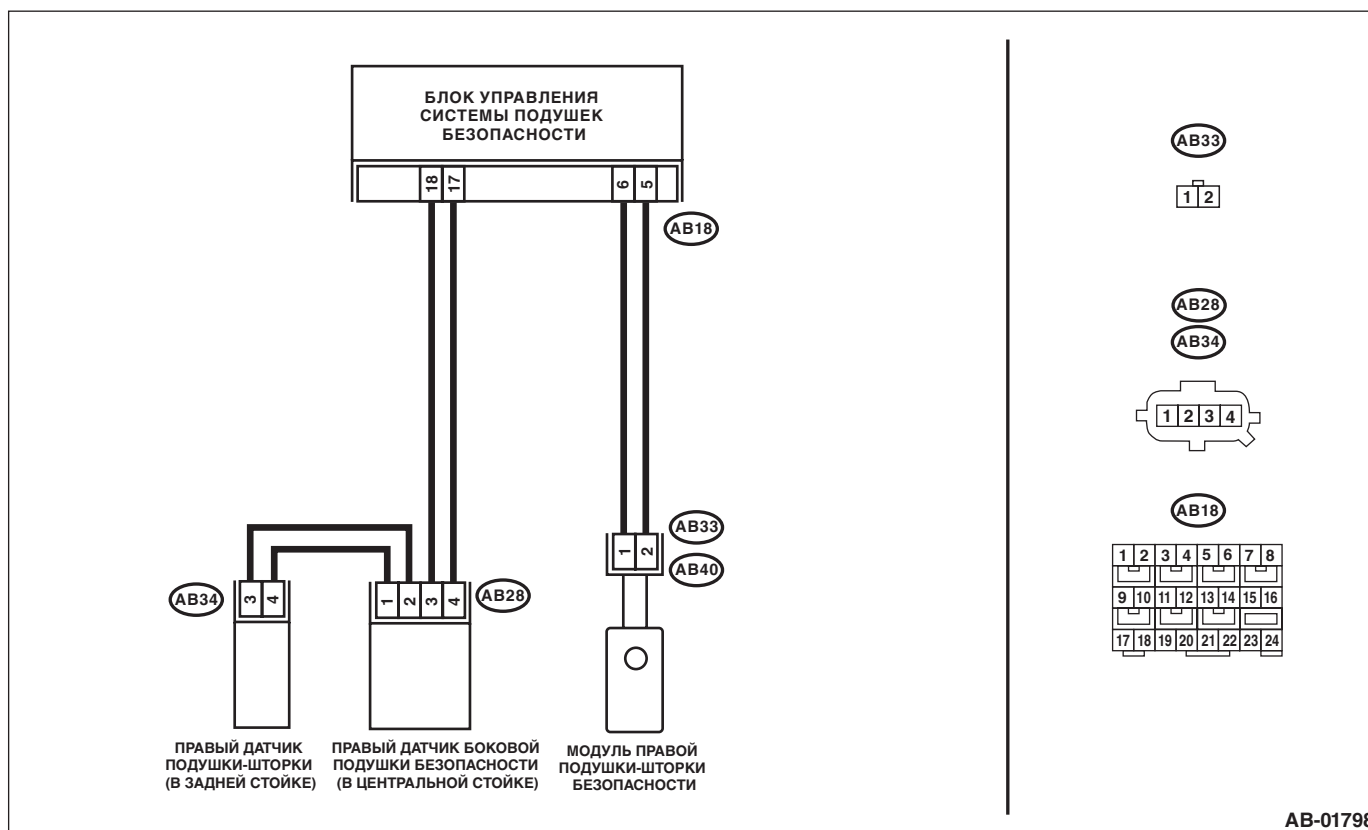 БЛОК УПРАВЛЕНИЯ
СИСТЕМЫ ПОДУШЕК
БЕЗОПАСНОСТИ
18 17 6 5
AB18
AB33
1 2
AB40
AB34
3 4
1 2 3 4
AB28
ПРАВЫЙ ДАТЧИК
ПОДУШКИ-ШТОРКИ
(В ЗАДНЕЙ СТОЙКЕ)
ПРАВЫЙ ДАТЧИК БОКОВОЙ
ПОДУШКИ БЕЗОПАСНОСТИ
(В ЦЕНТРАЛЬНОЙ СТОЙКЕ)
МОДУЛЬ ПРАВОЙ
ПОДУШКИ-ШТОРКИ
БЕЗОПАСНОСТИ
AB33
1 2
AB28
AB34
1 2 3 4
AB18
1 2 3 4 5 6 7 8
9 10 11 12 13 14 15 16
17 18 19 20 21 22 23 24
AB-01798